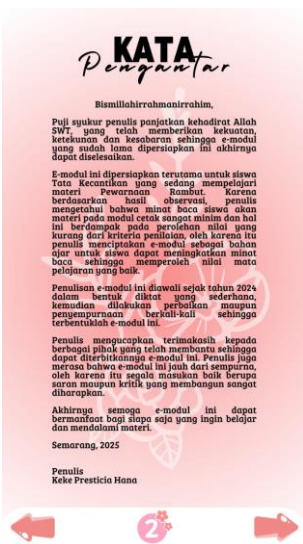 KATA
Pengantar
Bismillahirrahmanirrahim,
Puji syukur penulis panjatkan kehadirat Allah
SWT, yang telah memberikan kekuatan,
ketekunan dan kesabaran sehingga e-modul
yang sudah lama dipersiapkan ini akhirnya
dapat diselesaikan.
E-modul ini dipersiapkan terutama untuk siswa
Tata Kecantikan yang sedang mempelajari
materi Pewarnaan Rambut. Karena
berdasarkan hasil observasi, penulis
mengetahui bahwa minat baca siswa akan
materi pada modul cetak sangat minim dan hal
ini berdampak pada perolehan nilai yang
kurang dari kriteria penilaian, oleh karena itu
penulis menciptakan e-modul sebagai bahan
ajar untuk siswa dapat meningkatkan minat
baca sehingga memperoleh nilai mata
pelajaran yang baik.
Penulisan e-modul ini diawali sejak tahun 2024
dalam bentuk diktat yang sederhana,
kemudian dilakukan perbaikan maupun
penyempurnaan berkali-kali sehingga
terbentuklah e-modul ini.
Penulis mengucapkan terimakasih kepada
berbagai pihak yang telah membantu sehingga
dapat diterbitkannya e-modul ini. Penulis juga
merasa bahwa e-modul ini jauh dari sempurna,
oleh karena itu segala masukan baik berupa
saran maupun kritik yang membangun sangat
diharapkan.
Akhirnya semoga e-modul ini dapat
bermanfaat bagi siapa saja yang ingin belajar
dan mendalami materi.
Semarang, 2025
Penulis
Keke Presticia Hana
2